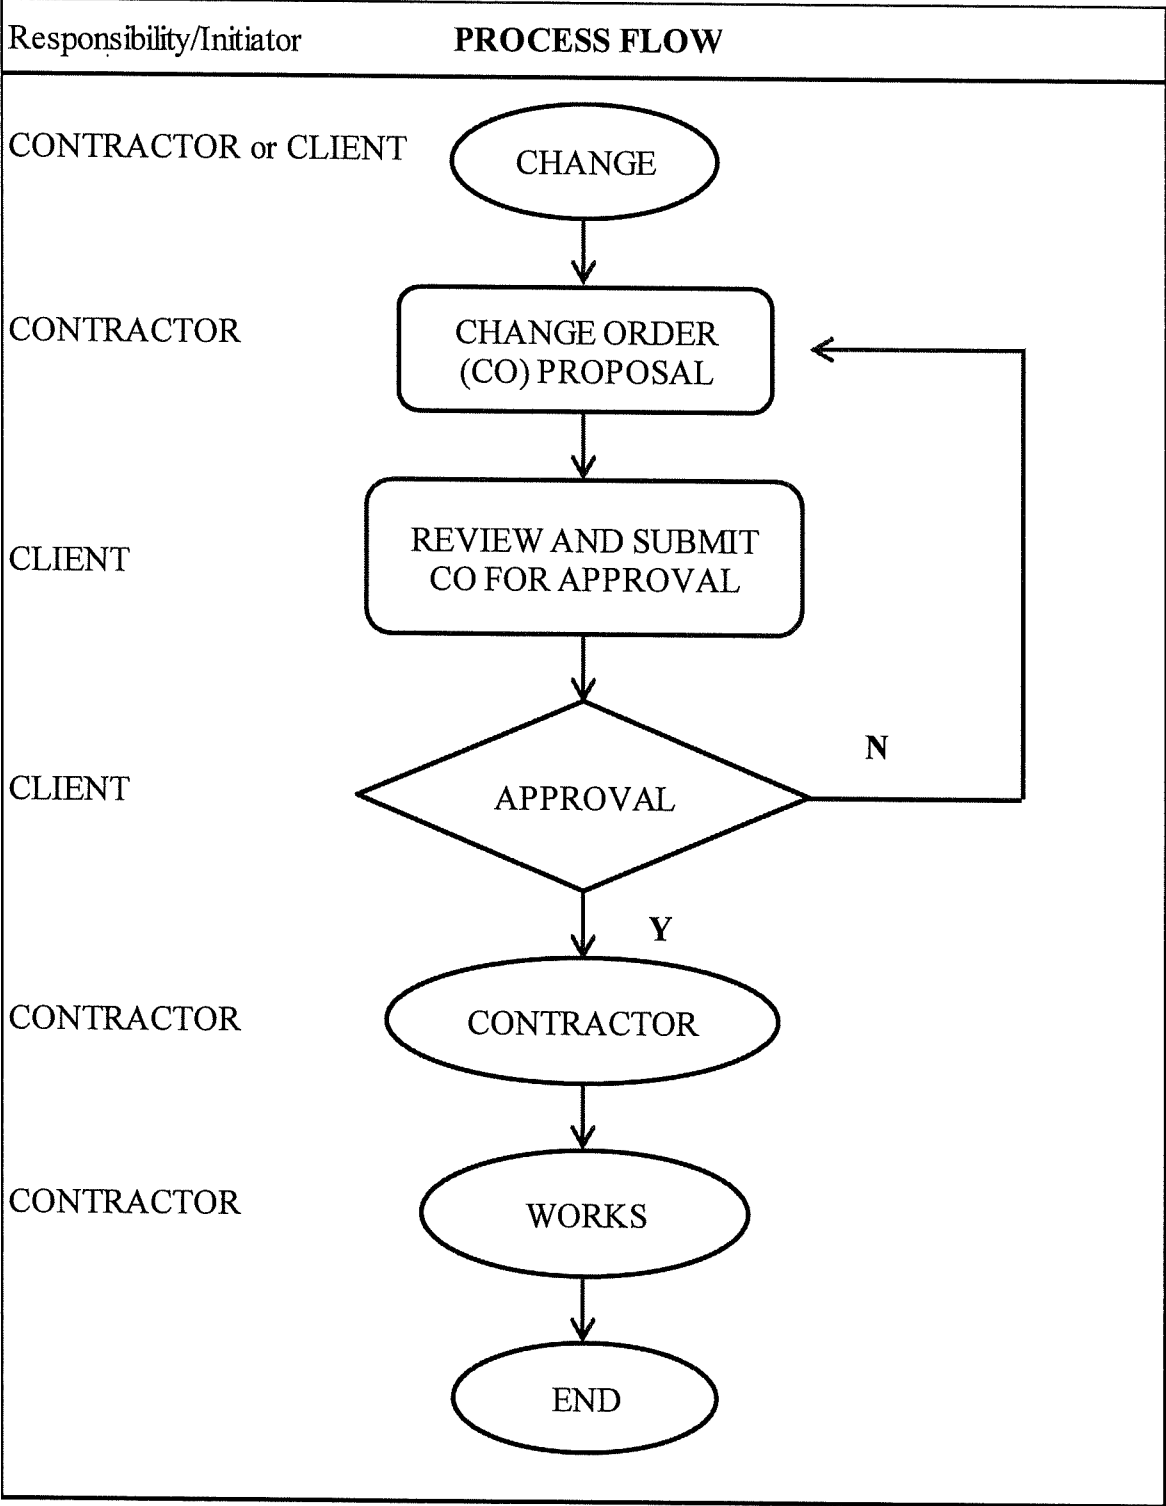 Responsibility/Initiator PROCESS FLOW
CONTRACTOR or CLIENT
CHANGE
CONTRACTOR
CHANGE ORDER
(CO) PROPOSAL
CLIENT
REVIEW AND SUBMIT
CO FOR APPROVAL
CLIENT
APPROVAL
N
Y
CONTRACTOR
CONTRACTOR
CONTRACTOR
WORKS
END